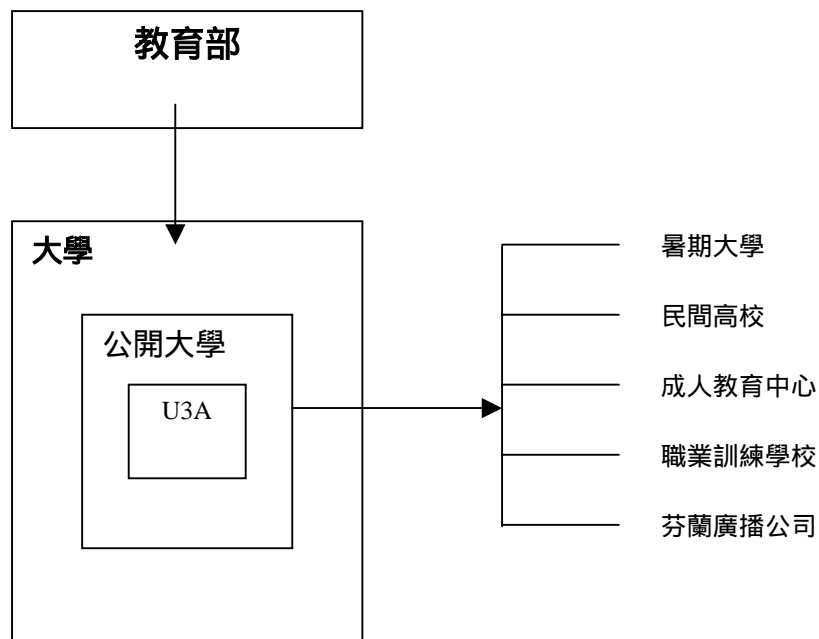 教育部
大學
公開大學
U3A
暑期大學
民間高校
成人教育中心
職業訓練學校
芬蘭廣播公司